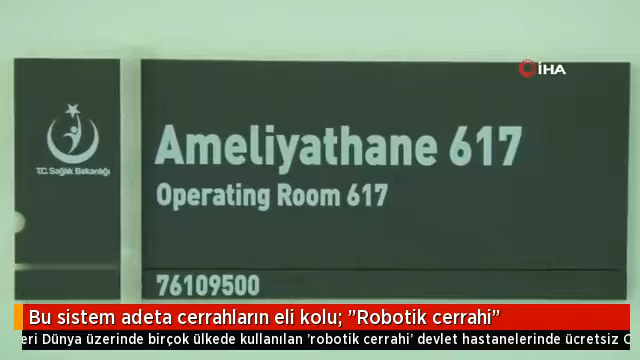 İHA
Ameliyathane 617
T.C. Sağlık Bakanlığı
Operating Room 617
76109500
Bu sistem adeta cerrahların eli kolu; ”Robotik cerrahi”
eri Dünya üzerinde birçok ülkede kullanılan 'robotik cerrahi' devlet hastanelerinde ücretsiz